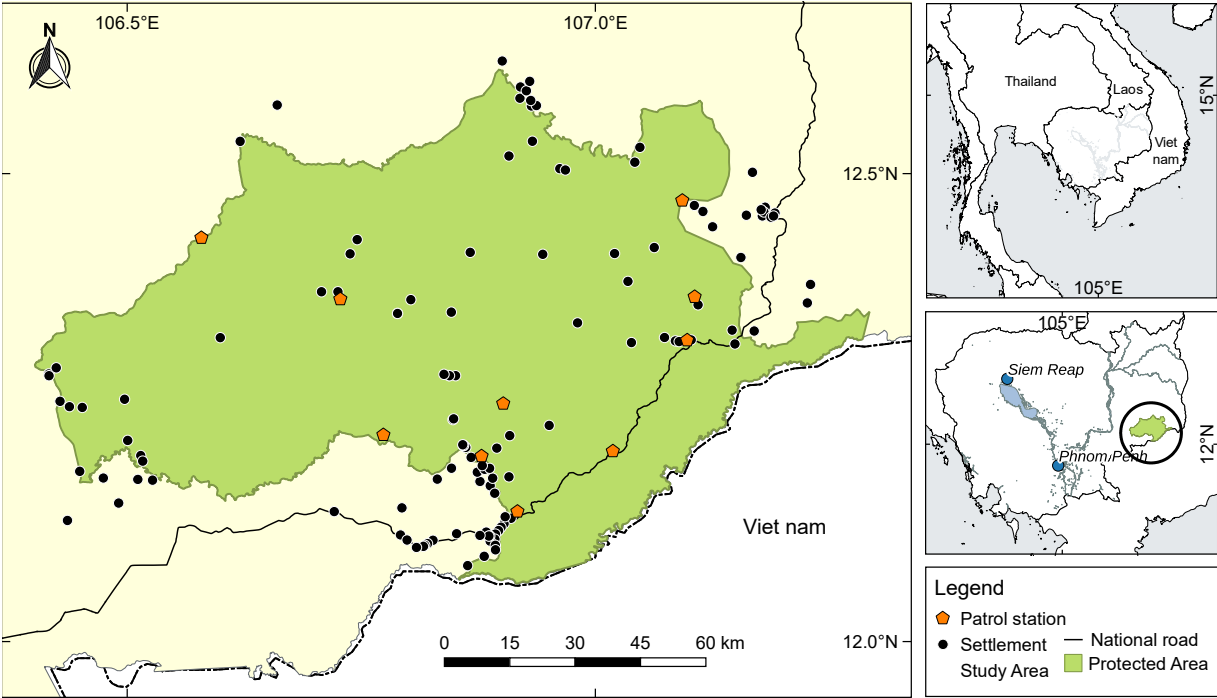 106.5°E
107.0°E
N
12.5°N
Viet nam
0 15 30 45 60 km
12.0°N
Thailand
Laos
Viet
nam
15°N
105°E
105°E
Siem Reap
Phnom Penh
12°N
Legend
Patrol station
Settlement
National road
Study Area
Protected Area